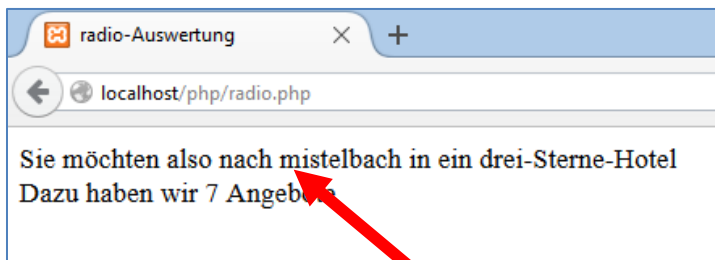 radio-Auswertung
localhost/php/radio.php
Sie möchten also nach mistelbach in ein drei-Sterne-Hotel
Dazu haben wir 7 Angebote